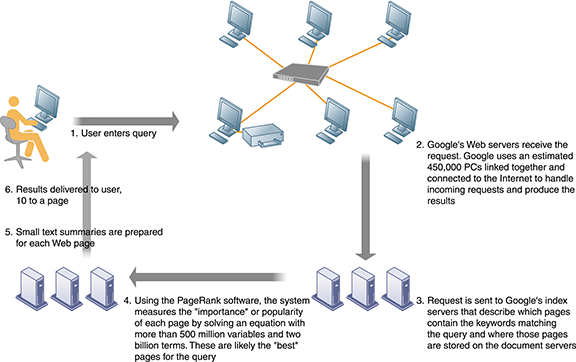 1. User enters query
2. Google's Web servers receive the
request. Google uses an estimated
450,000 PCs linked together and
connected to the Internet to handle
incoming requests and produce the
results
6. Results delivered to user,
10 to a page
5. Small text summaries are prepared
for each Web page
4. Using the PageRank software, the system
measures the "importance" or popularity
of each page by solving an equation with
more than 500 million variables and two
billion terms. These are likely the "best"
pages for the query
3. Request is sent to Google's index
servers that describe which pages
contain the keywords matching
the query and where those pages
are stored on the document servers